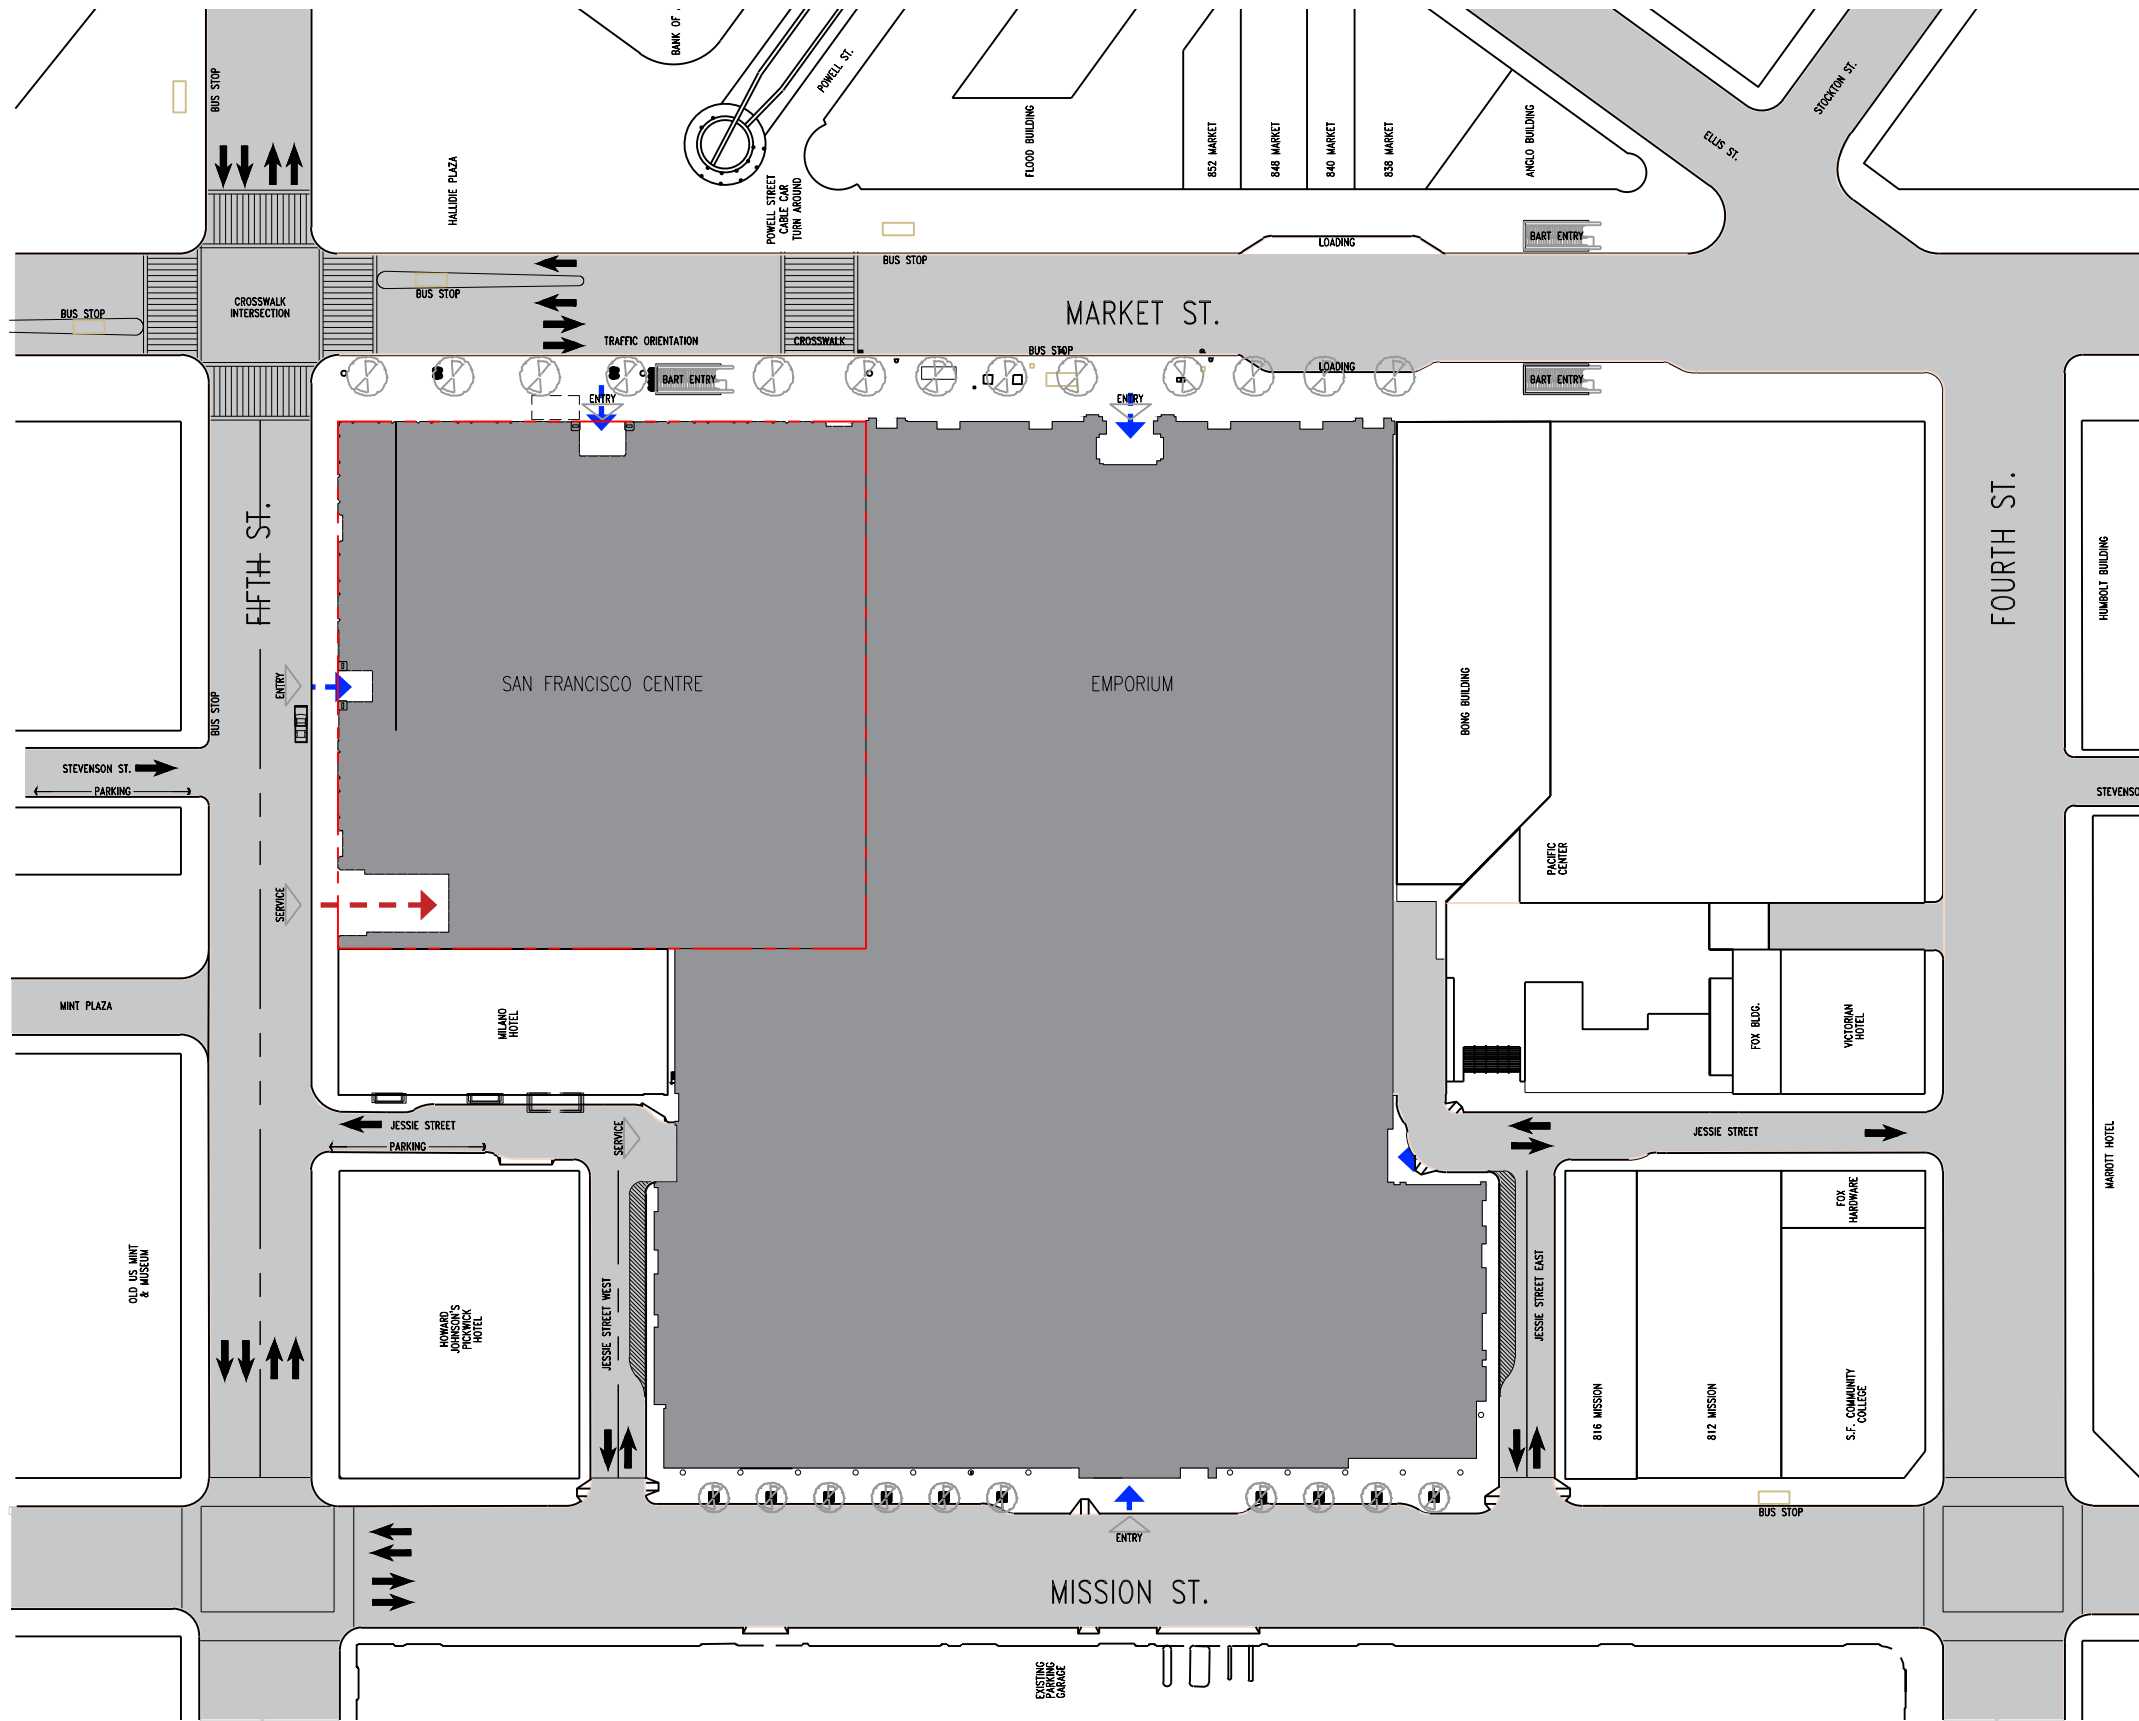 BANK OF
POWELL ST.
STOCKTON ST.
ELLIS ST.
BUS STOP
HALLIDIE PLAZA
POWELL STREET
CABLE CAR
TURN AROUND
FLOOD BUILDING
852 MARKET
848 MARKET
840 MARKET
838 MARKET
ANGLO BUILDING
BART ENTRY
LOADING
BUS STOP
BUS STOP
BUS STOP
CROSSWALK
INTERSECTION
MARKET ST.
TRAFFIC ORIENTATION
CROSSWALK
BUS STOP
LOADING
BART ENTRY
BART ENTRY
ENTRY
ENTRY
FIFTH ST.
FOURTH ST.
HUMBOLT BUILDING
SAN FRANCISCO CENTRE
EMPORIUM
BONG BUILDING
ENTRY
BUS STOP
STEVENSON ST.
PARKING
STEVENSO
PACIFIC
CENTER
SERVICE
MINT PLAZA
MILANO
HOTEL
FOX BLDG.
VICTORIAN
HOTEL
JESSIE STREET
PARKING
SERVICE
JESSIE STREET
MARIOTT HOTEL
FOX
HARDWARE
OLD US MINT
& MUSEUM
HOWARD
JOHNSON'S
PICKWICK
HOTEL
JESSIE STREET WEST
JESSIE STREET EAST
816 MISSION
812 MISSION
S.F. COMMUNITY
COLLEGE
BUS STOP
ENTRY
MISSION ST.
EXISTING
PARKING
GARAGE